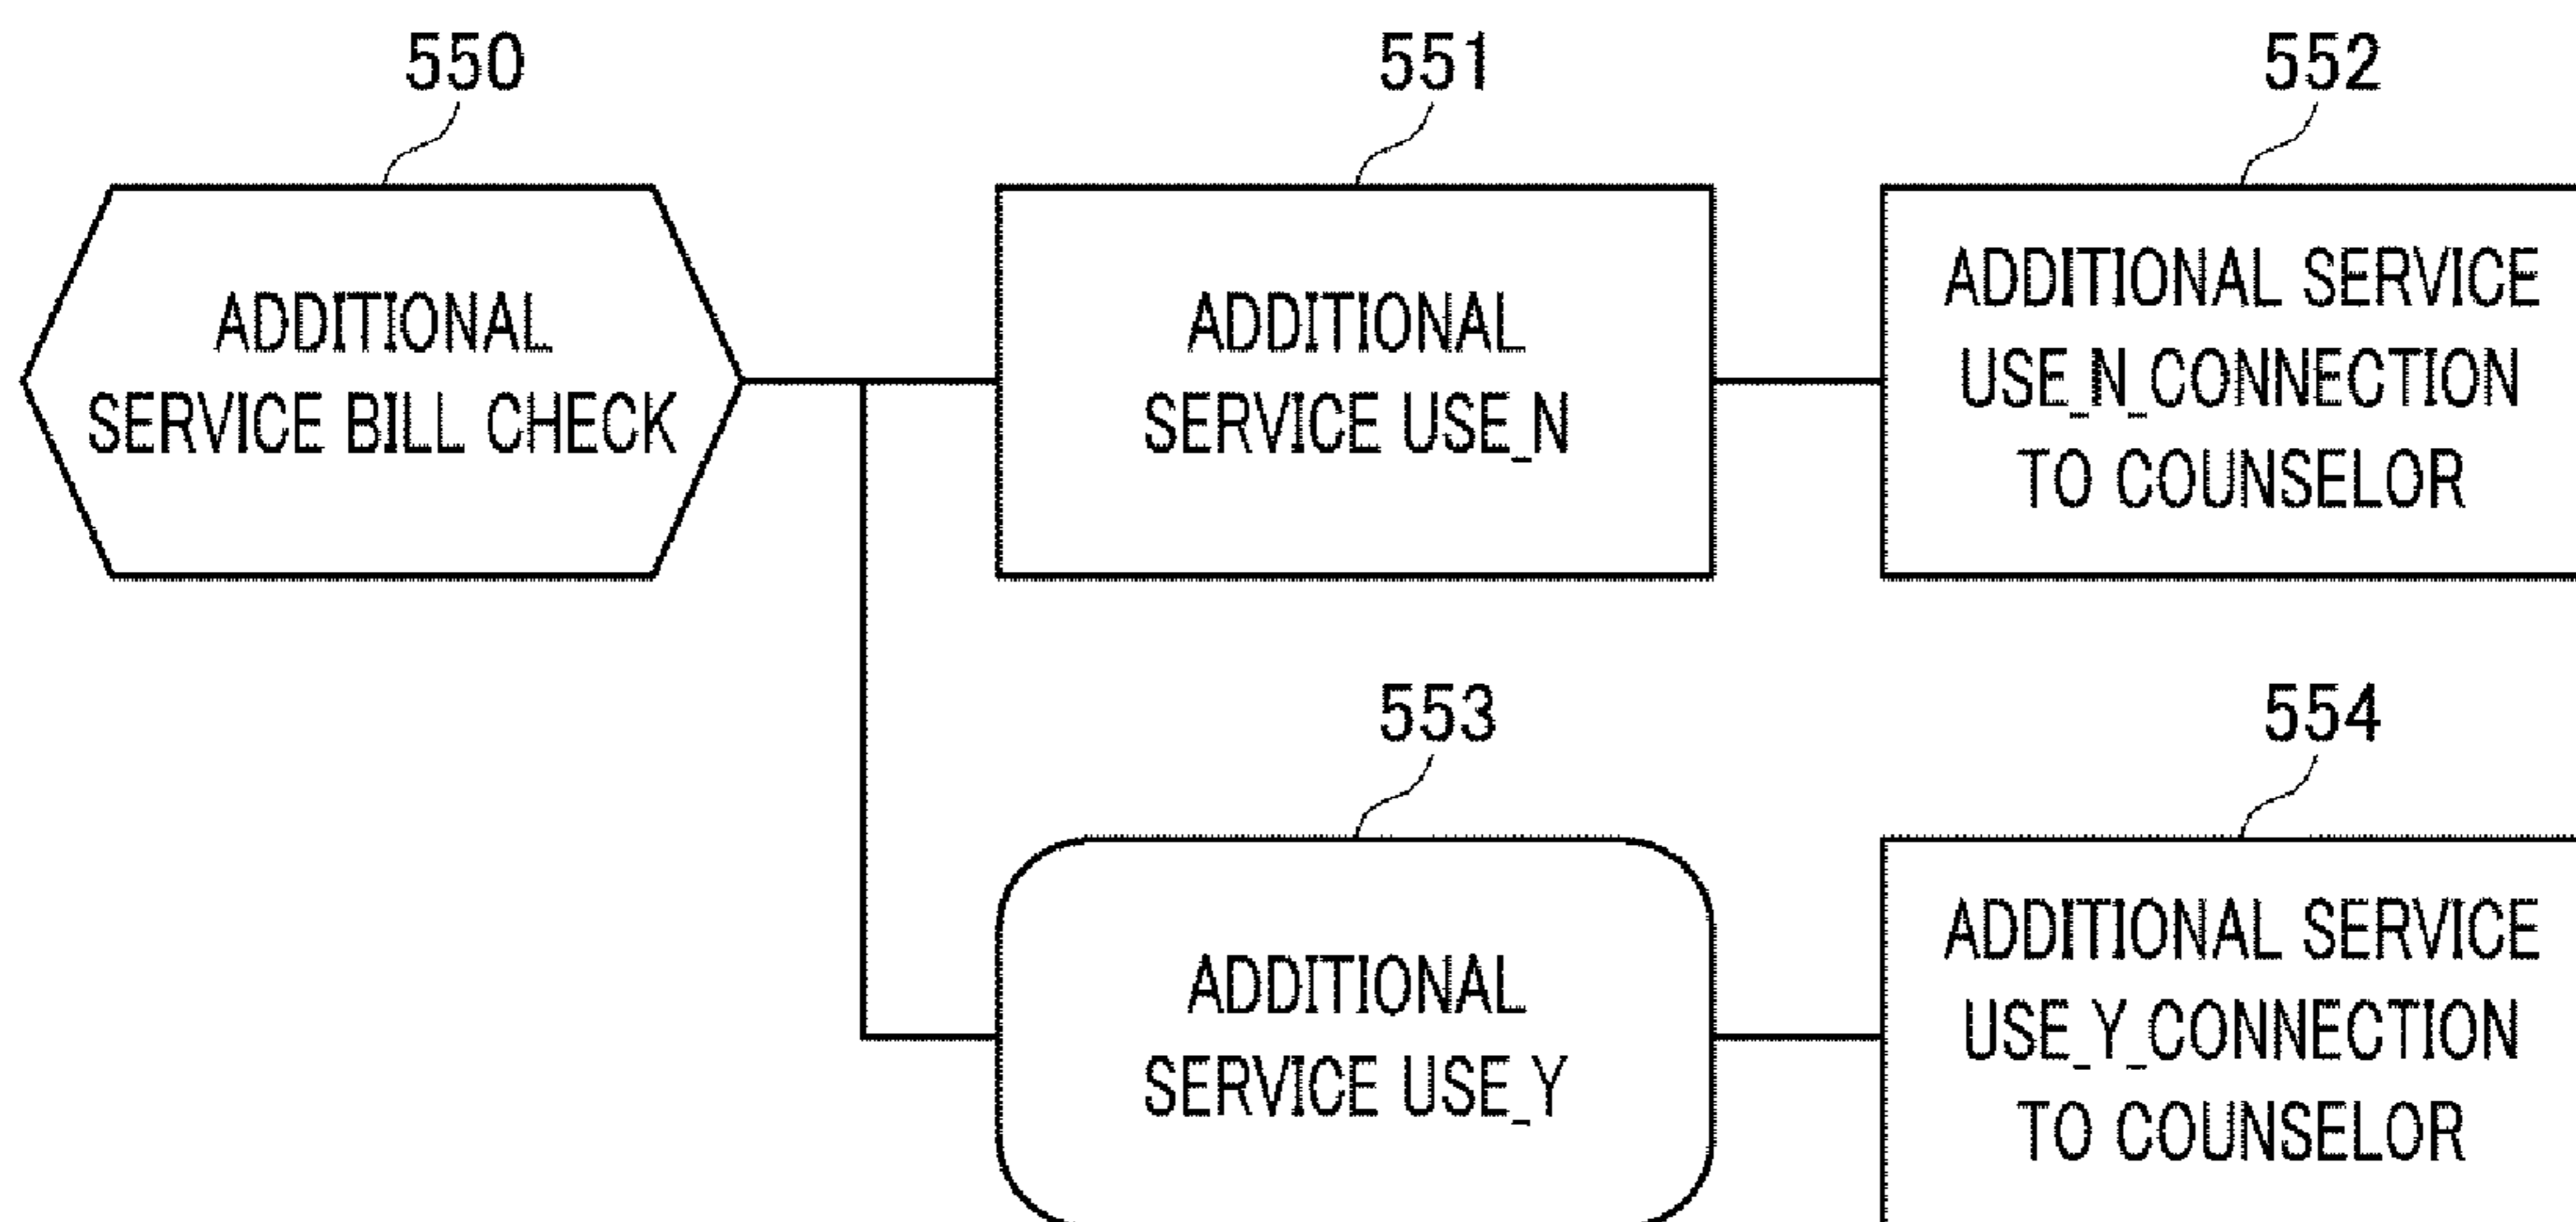 550
551
552
ADDITIONAL
SERVICE BILL CHECK
ADDITIONAL
SERVICE USE_N
ADDITIONAL SERVICE
USE_N_CONNECTION
TO COUNSELOR
553
554
ADDITIONAL
SERVICE USE_Y
ADDITIONAL SERVICE
USE_Y_CONNECTION
TO COUNSELOR